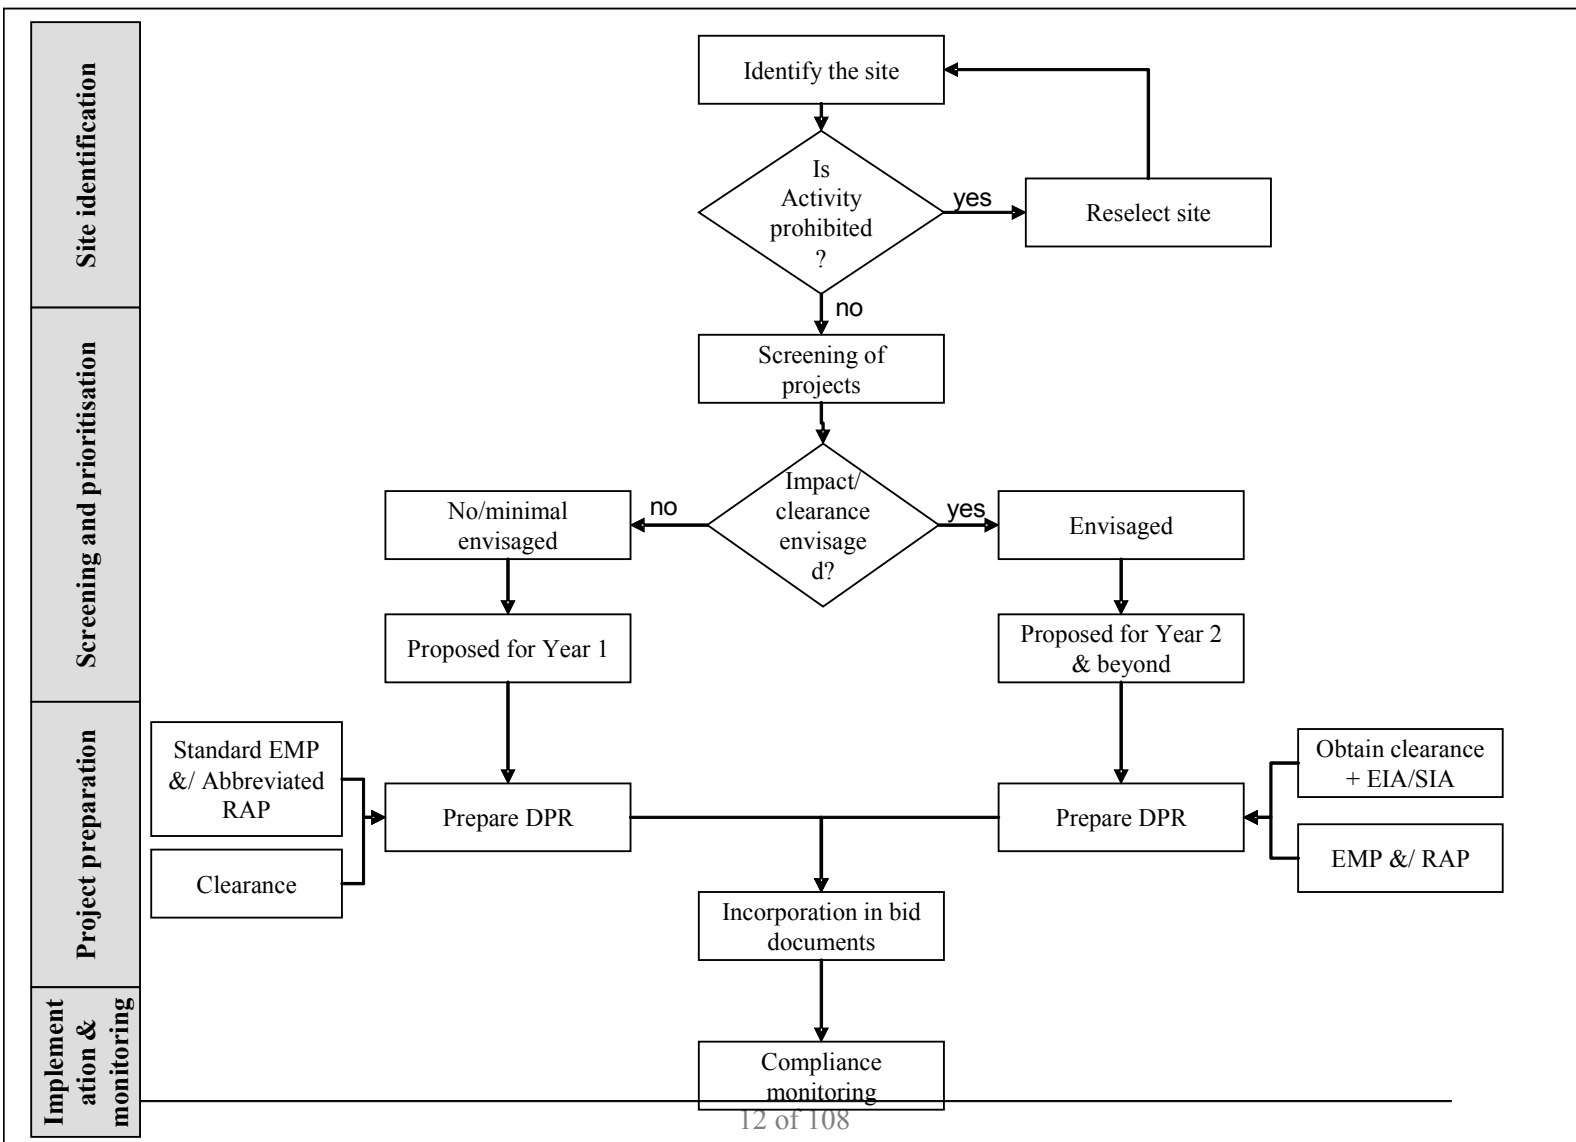 Site identification
Identify the site
Is
Activity
prohibited
?
yes
Reselect site
no
Screening and prioritisation
Screening of
projects
Impact/
clearance
envisage
d?
no
yes
No/minimal
envisaged
Envisaged
Proposed for Year 1
Proposed for Year 2
& beyond
Project preparation
Standard EMP
&/ Abbreviated
RAP
Clearance
Prepare DPR
Prepare DPR
Obtain clearance
+ EIA/SIA
EMP &/ RAP
Incorporation in bid
documents
Implement
ation &
monitoring
Compliance
monitoring
12 of 108